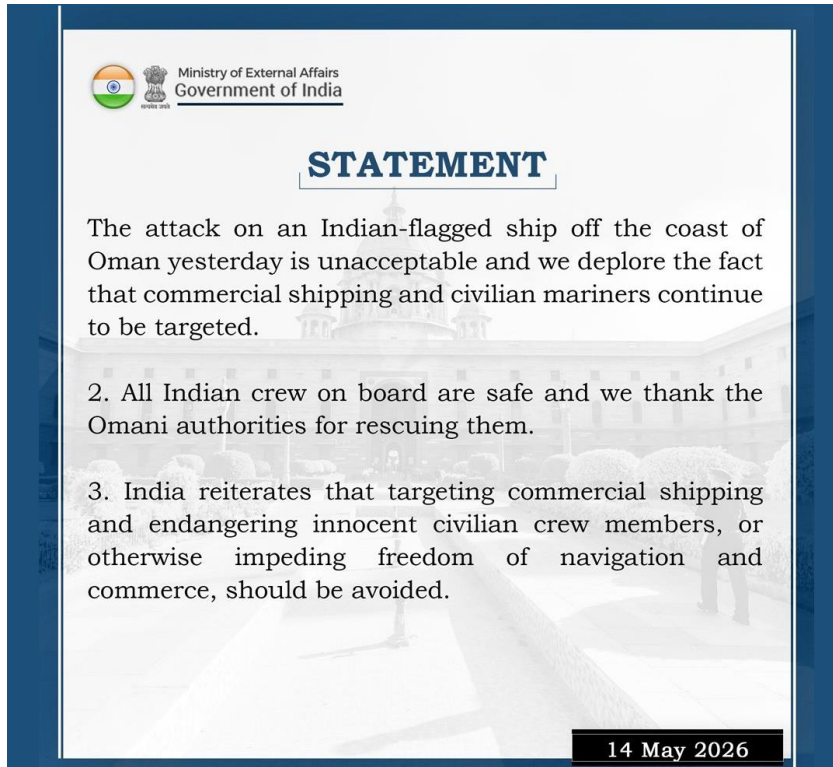 Ministry of External Affairs
Government of India
सत्यमेव जयते
STATEMENT
The attack on an Indian-flagged ship off the coast of
Oman yesterday is unacceptable and we deplore the fact
that commercial shipping and civilian mariners continue
to be targeted.
2. All Indian crew on board are safe and we thank the
Omani authorities for rescuing them.
3. India reiterates that targeting commercial shipping
and endangering innocent civilian crew members, or
otherwise impeding freedom of navigation and
commerce, should be avoided.
14 May 2026